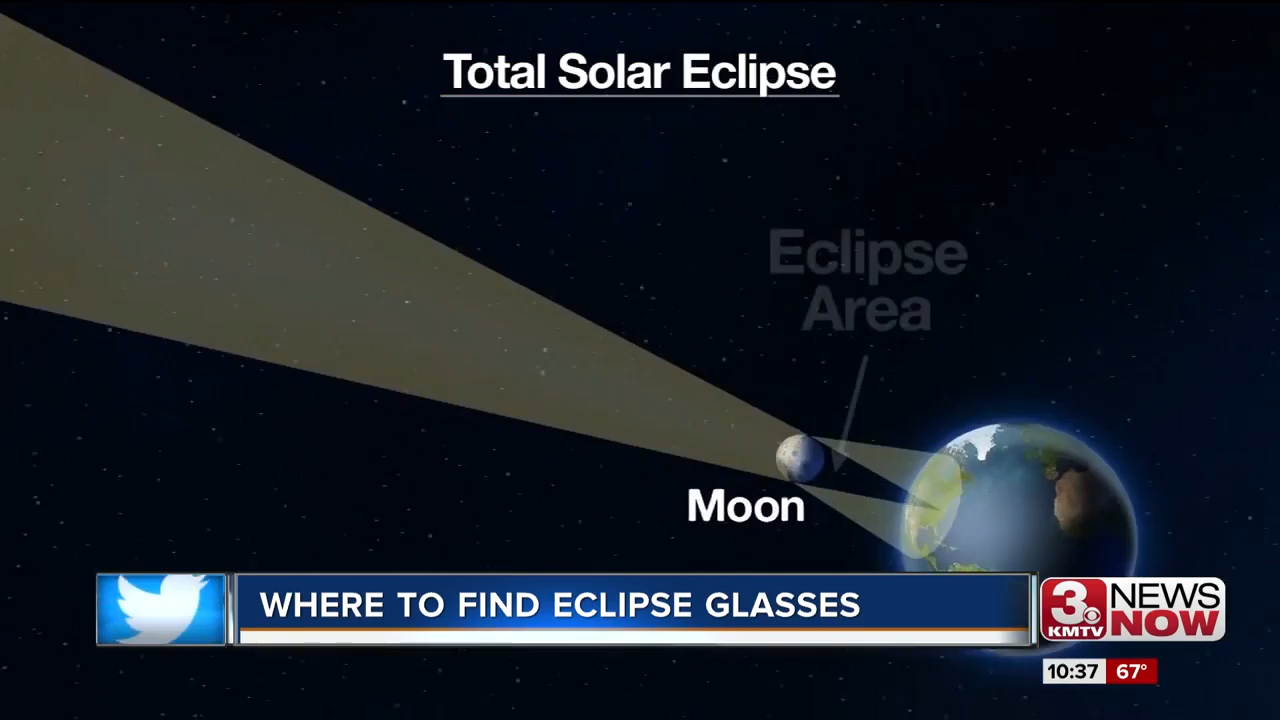 Total Solar Eclipse
Eclipse
Area
Moon
WHERE TO FIND ECLIPSE GLASSES
3
KMTV
NEWS
NOW
10:37 67°